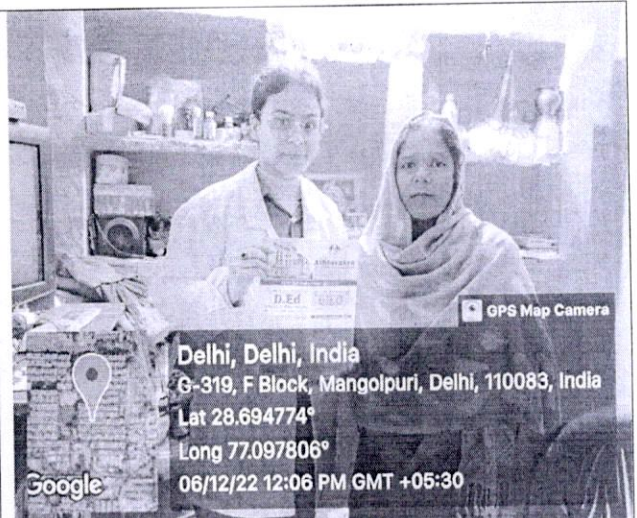 D.Ed
GPS Map Camera
Delhi, Delhi, India
G-319, F Block, Mangolpuri, Delhi, 110083, India
Lat 28.694774°
Long 77.097806°
06/12/22 12:06 PM GMT +05:30
Google